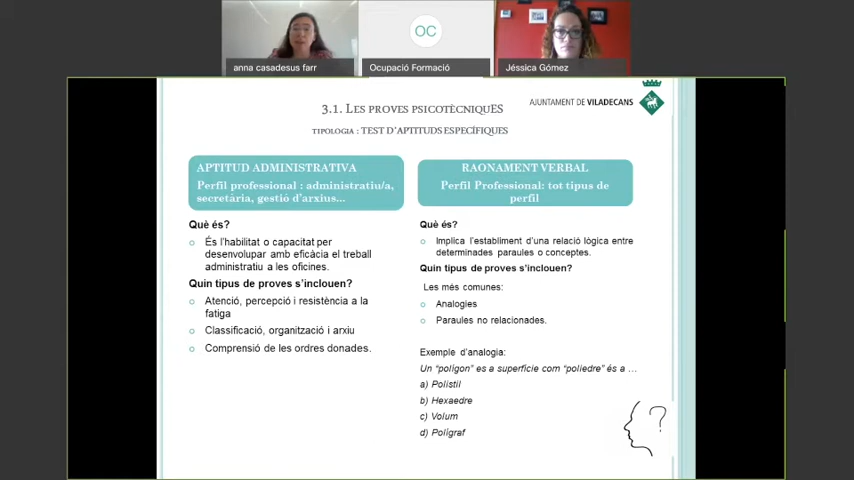 OC
anna casadesus farr
Ocupació Formació
Jéssica Gómez
3.1. LES PROVES PSICOTÈCNIQUES
AJUNTAMENT DE VILADECANS
TIPOLOGIA : TEST D'APTITUDS ESPECÍFIQUES
APTITUD ADMINISTRATIVA
Perfil professional : administratiu/a,
secretària, gestió d'arxius...
RAONAMENT VERBAL
Perfil Professional: tot tipus de
perfil
Què és?
És l'habilitat o capacitat per
desenvolupar amb eficàcia el treball
administratiu a les oficines.
Quin tipus de proves s'inclouen?
Atenció, percepció i resistència a la
fatiga
Classificació, organització i arxiu
Comprensió de les ordres donades.
Què és?
Implica l'establiment d'una relació lògica entre
determinades paraules o conceptes.
Quin tipus de proves s'inclouen?
Les més comunes:
Analogies
Paraules no relacionades.
Exemple d'analogia:
Un "polígon" es a superfície com "poliedre" és a …
a) Polistil
b) Hexaedre
c) Volum
d) Polígraf
?